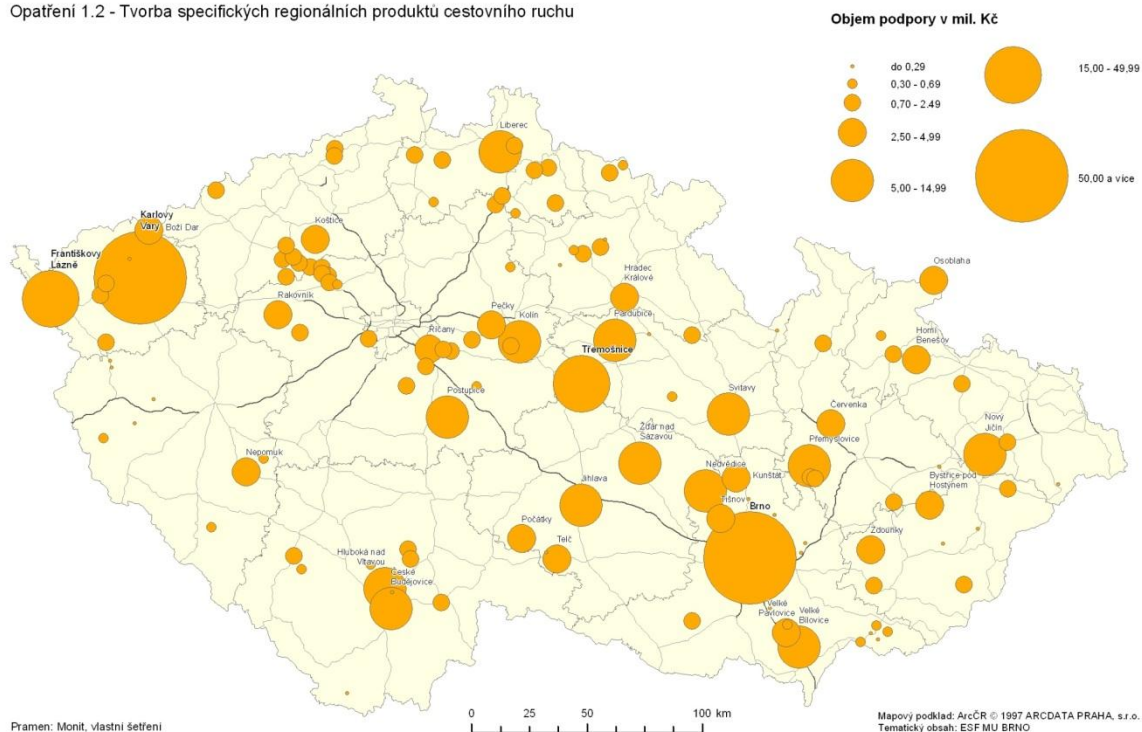 Opatření 1.2 - Tvorba specifických regionálních produktů cestovního ruchu
Objem podpory v mil. Kč
do 0,29
0,30 - 0,69
0,70 - 2.49
2,50 - 4,99
5,00 - 14,99
15,00 - 49,99
50,00 a více
Liberec
Karlovy
Vary
Boží Dar
Košťice
Františkovy
Lázně
Osoblaha
Hradec
Králové
Rakovník
Pečky
Kolín
Pardubice
Říčany
Horní
Benešov
Třemošnice
Postupice
Svitavy
Červenka
Nový
Jičín
Žďár nad
Sázavou
Přemyslovice
Nepomuk
Nedvědice
Kunštát
Bystřice pod
Hostýnem
Jihlava
Tišnov
Brno
Počátky
Telč
Zdounky
Hluboká nad
Vltavou
České
Budějovice
Velké
Pavlovice
Velké
Bílovice
0 25 50 100 km
Pramen: Monit, vlastní šetření
Mapový podklad: ArcČR © 1997 ARCDATA PRAHA, s.r.o.
Tematický obsah: ESF MU BRNO